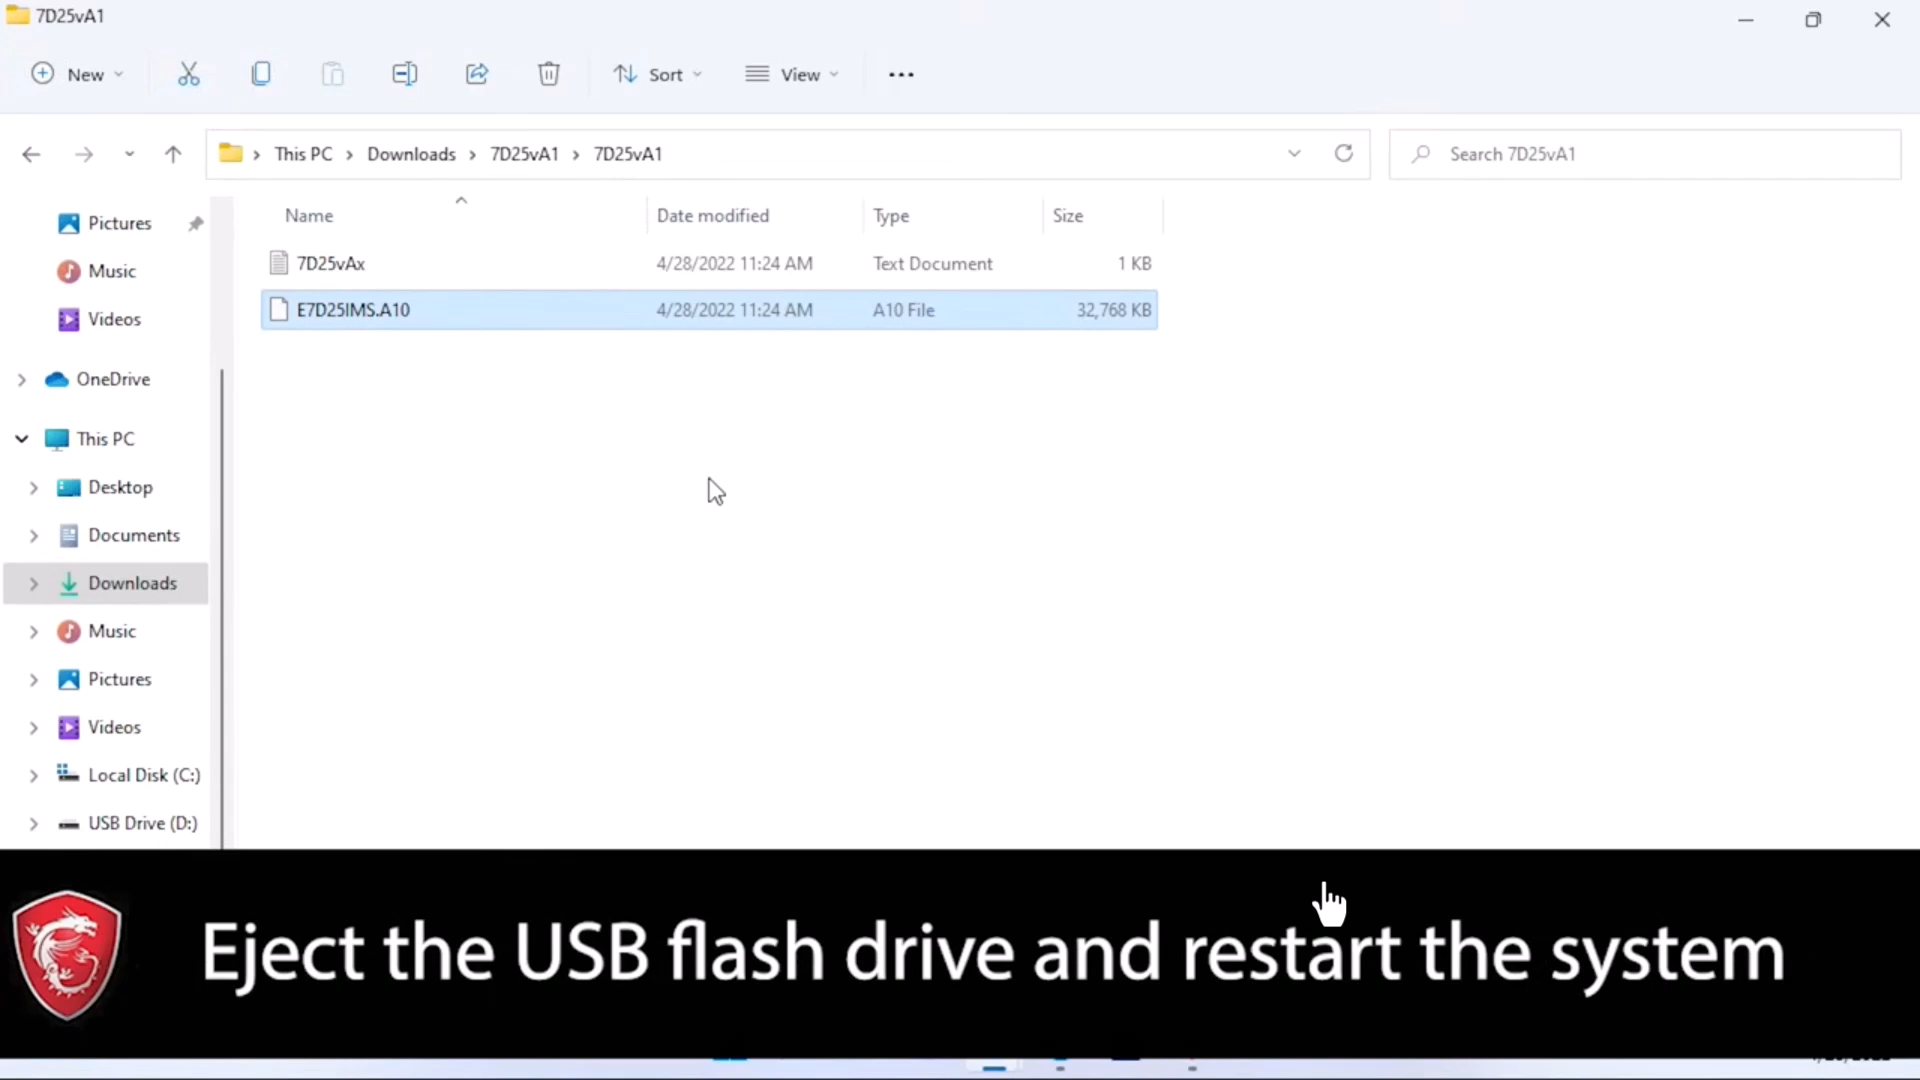 7D25vA1
New
Sort
View
This PC > Downloads > 7D25vA1 > 7D25vA1
Search 7D25vA1
Name Date modified Type Size
7D25vAx 4/28/2022 11:24 AM Text Document 1 KB
E7D25IMS.A10 4/28/2022 11:24 AM A10 File 32,768 KB
Pictures
Music
Videos
OneDrive
This PC
Desktop
Documents
Downloads
Music
Pictures
Videos
Local Disk (C:)
USB Drive (D:)
Eject the USB flash drive and restart the system